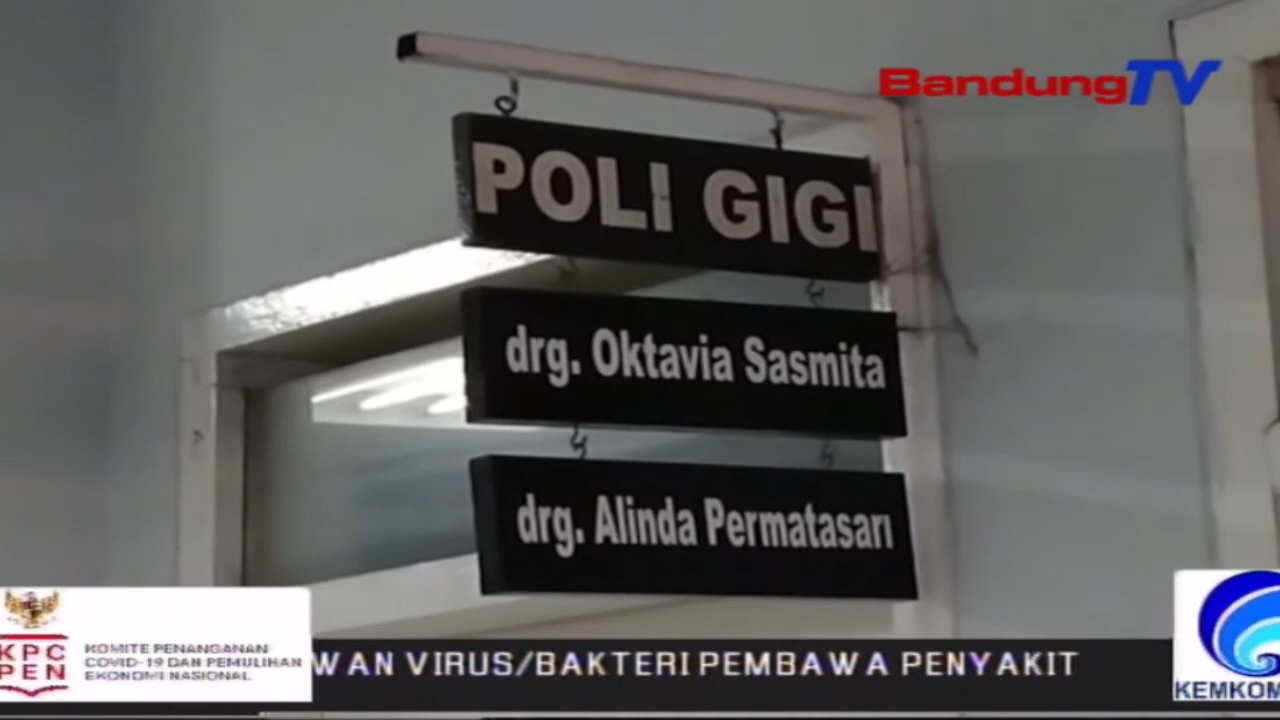 BandungTV
POLI GIGI
drg. Oktavia Sasmita
drg. Alinda Permatasari
KPC
PEN
KOMITE PENANGANAN
COVID-19 DAN PEMULIHAN
EKONOMI NASIONAL
WAN VIRUS/BAKTERI PEMBAWA PENYAKIT
KEMKOM